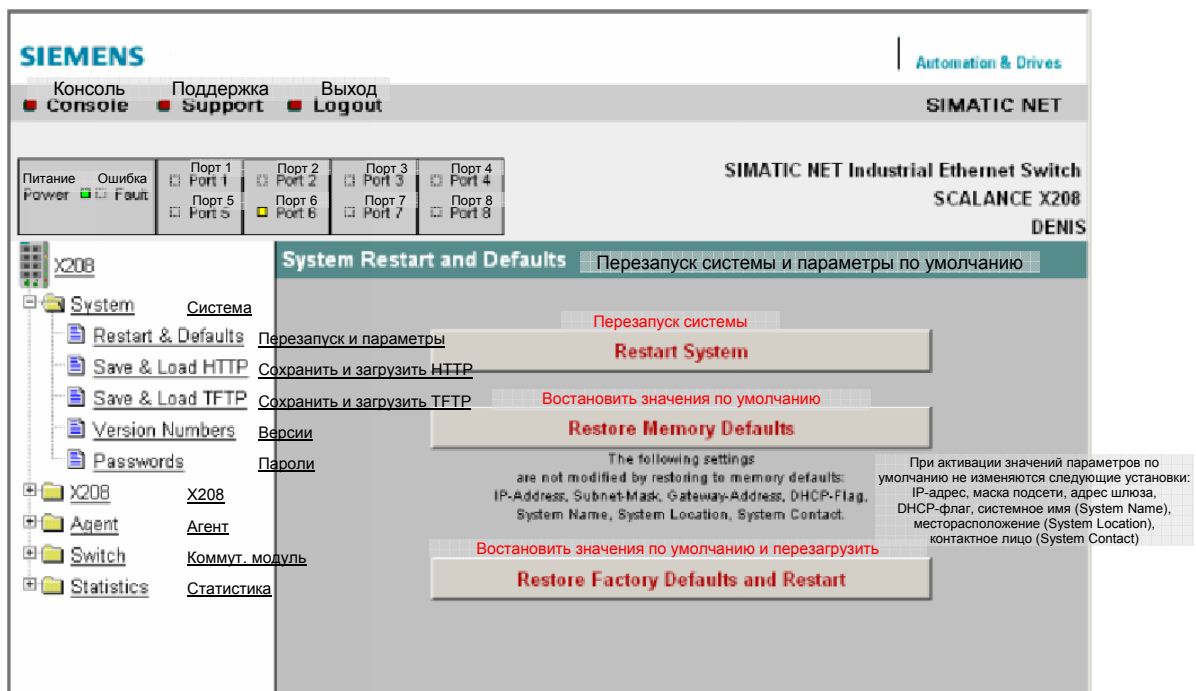 SIEMENS
Automation & Drives
Консоль Поддержка Выход
Console Support Logout
SIMATIC NET
Порт 1 Порт 2 Порт 3 Порт 4
Питание Ошибка Port 1 Port 2 Port 3 Port 4
Power Fault Порт 5 Порт 6 Порт 7 Порт 8
Port 5 Port 6 Port 7 Port 8
SIMATIC NET Industrial Ethernet Switch
SCALANCE X208
DENIS
X208
System Restart and Defaults Перезапуск системы и параметры по умолчанию
System Система
Restart & Defaults Перезапуск и параметры
Save & Load HTTP Сохранить и загрузить HTTP
Save & Load TFTP Сохранить и загрузить TFTP
Version Numbers Версии
Passwords Пароли
X208 X208
Agent Агент
Switch Коммут. модуль
Statistics Статистика
Перезапуск системы
Restart System
Востановить значения по умолчанию
Restore Memory Defaults
The following settings
are not modified by restoring to memory defaults:
IP-Address, Subnet-Mask, Gateway-Address, DHCP-Flag,
System Name, System Location, System Contact.
При активации значений параметров по
умолчанию не изменяются следующие установки:
IP-адрес, маска подсети, адрес шлюза,
DHCP-флаг, системное имя (System Name),
месторасположение (System Location),
контактное лицо (System Contact)
Востановить значения по умолчанию и перезагрузить
Restore Factory Defaults and Restart